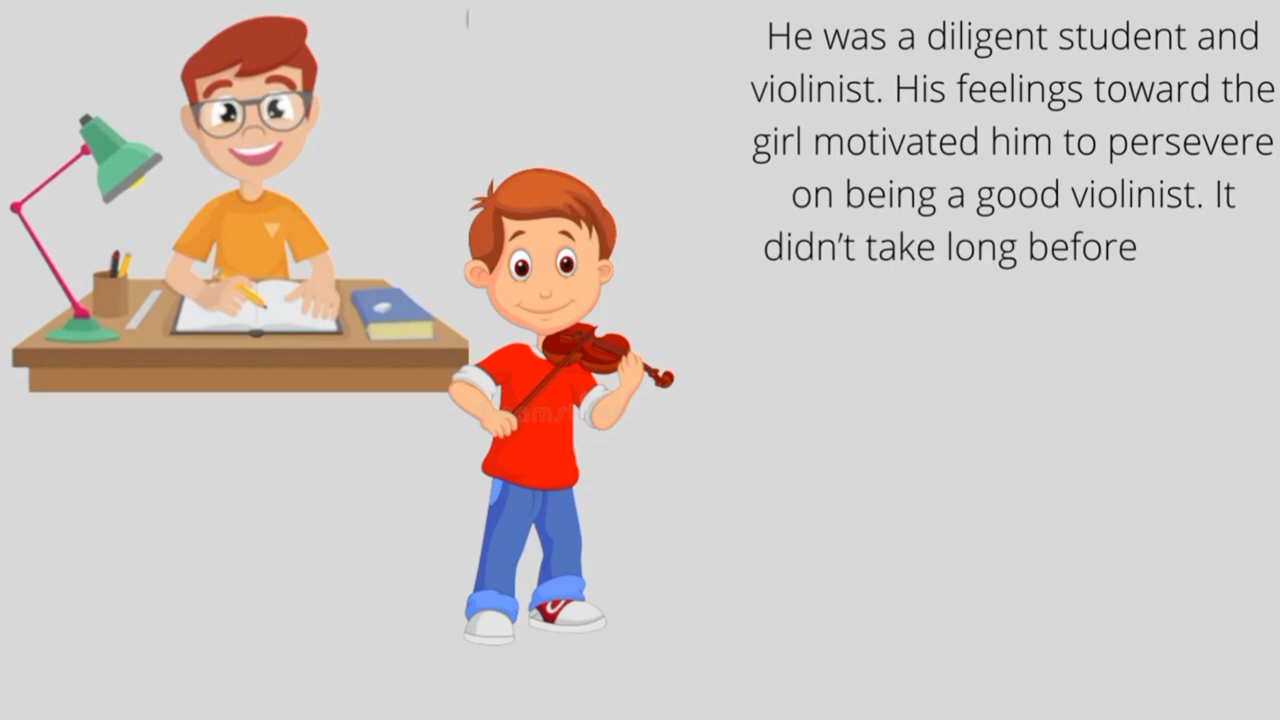 He was a diligent student and
violinist. His feelings toward the
girl motivated him to persevere
on being a good violinist. It
didn't take long before